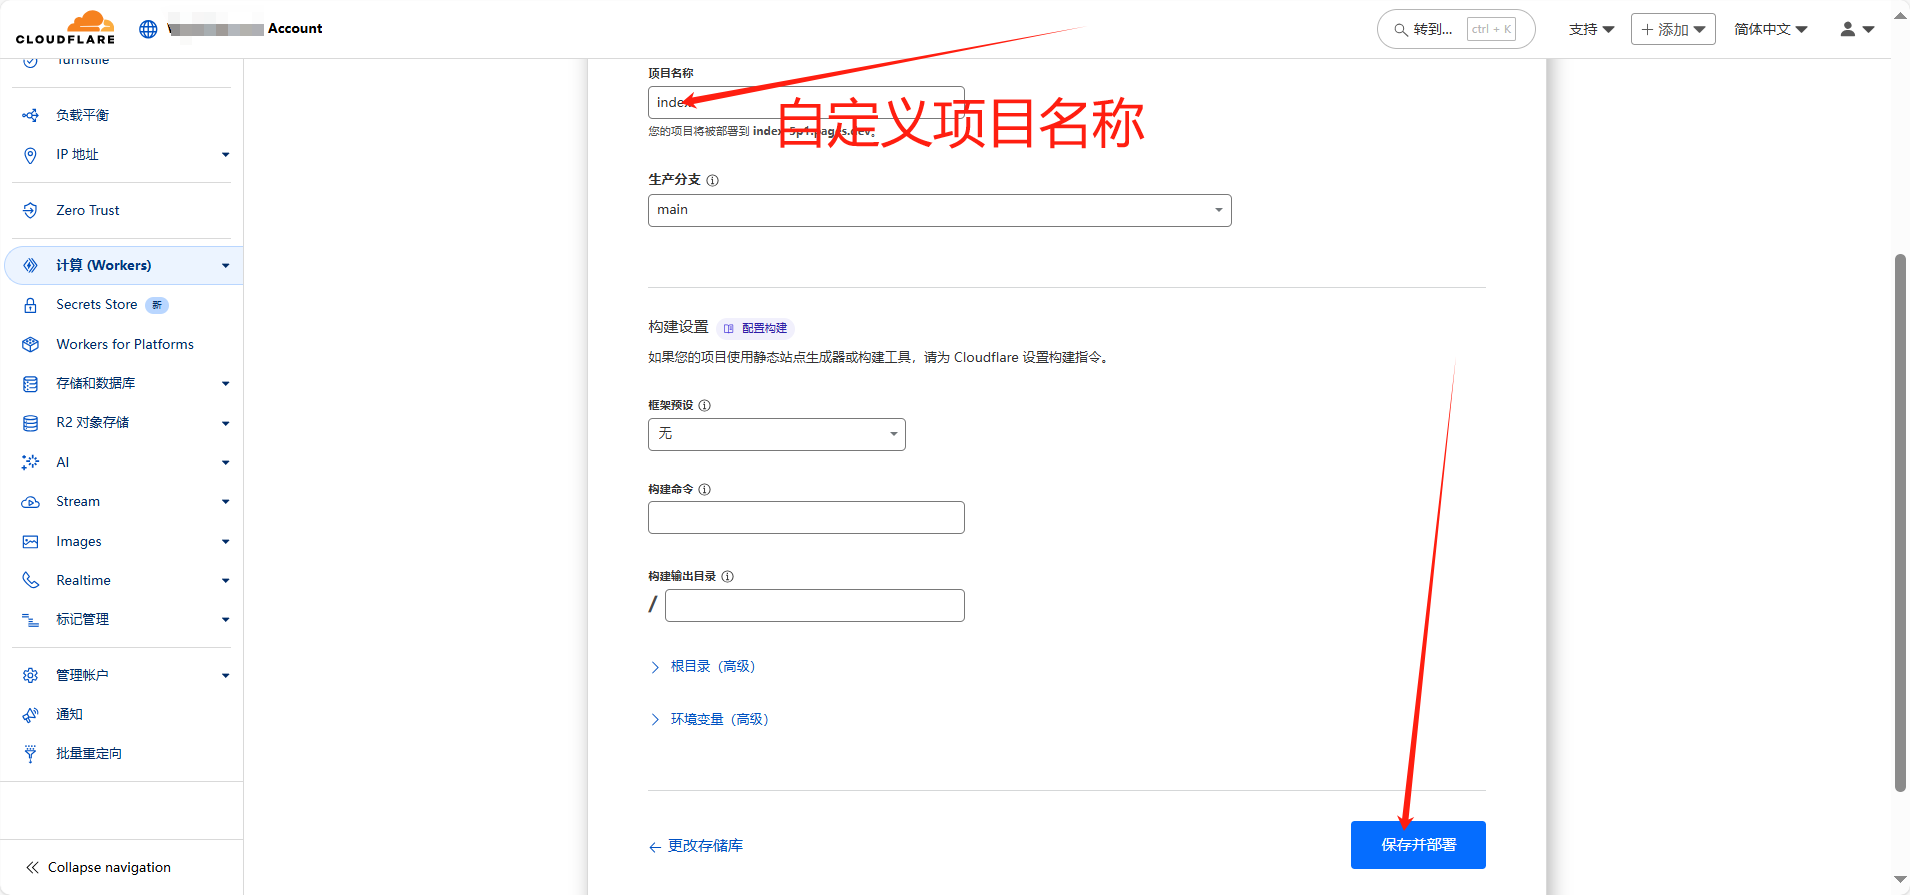 CLOUDFLARE
Account
转到... ctrl + K
支持
添加
简体中文
Turnstile
负载平衡
IP 地址
Zero Trust
计算 (Workers)
Secrets Store 新
Workers for Platforms
存储和数据库
R2 对象存储
AI
Stream
Images
Realtime
标记管理
管理帐户
通知
批量重定向
Collapse navigation
项目名称
index
自定义项目名称
您的项目将被部署到 index-5p1.pages.dev。
生产分支
main
构建设置 配置构建
如果您的项目使用静态站点生成器或构建工具，请为 Cloudflare 设置构建指令。
框架预设
无
构建命令
构建输出目录
/
根目录（高级）
环境变量（高级）
更改存储库
保存并部署